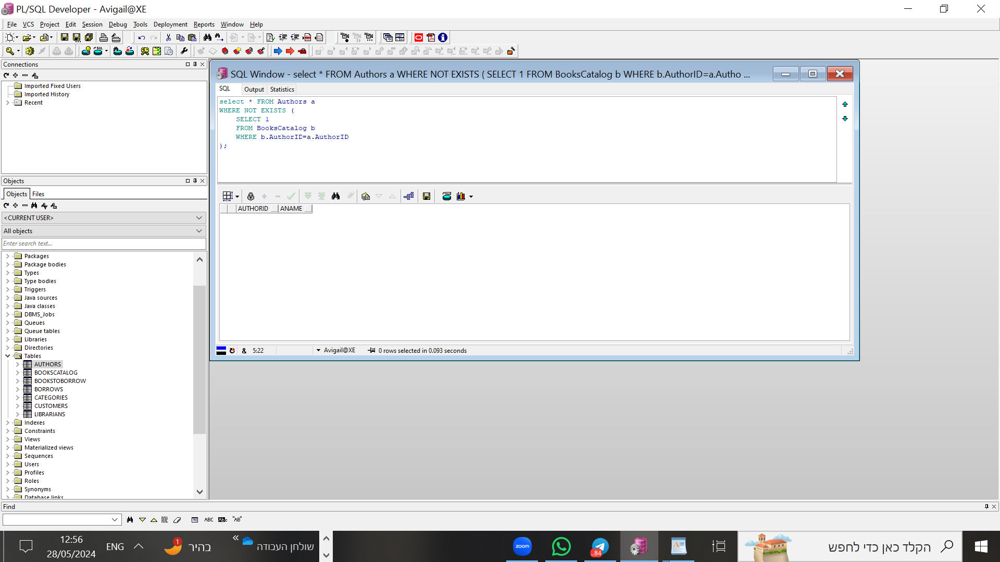 PL/SQL Developer - Avigail@XE
File VCS Project Edit Session Debug Tools Deployment Reports Window Help
Connections
Imported Fixed Users
Imported History
Recent
Objects
Objects Files
<CURRENT USER>
All objects
Enter search text...
Packages
Package bodies
Types
Type bodies
Triggers
Java sources
Java classes
DBMS_Jobs
Queues
Queue tables
Libraries
Directories
Tables
AUTHORS
BOOKSCATALOG
BOOKSTOBORROW
BORROWS
CATEGORIES
CUSTOMERS
LIBRARIANS
Indexes
Constraints
Views
Materialized views
Sequences
Users
Profiles
Roles
Synonyms
Database links
SQL Window - select * FROM Authors a WHERE NOT EXISTS ( SELECT 1 FROM BooksCatalog b WHERE b.AuthorID=a.Autho ...
SQL Output Statistics
select * FROM Authors a
WHERE NOT EXISTS (
SELECT 1
FROM BooksCatalog b
WHERE b.AuthorID=a.AuthorID
);
AUTHORID ANAME
& 5:22 Avigail@XE 0 rows selected in 0.093 seconds
Find
ABC "AB"
12:56
28/05/2024
ENG
1
בהיר
שולחן העבודה
zoom
..84
הקלד כאן כדי לחפש